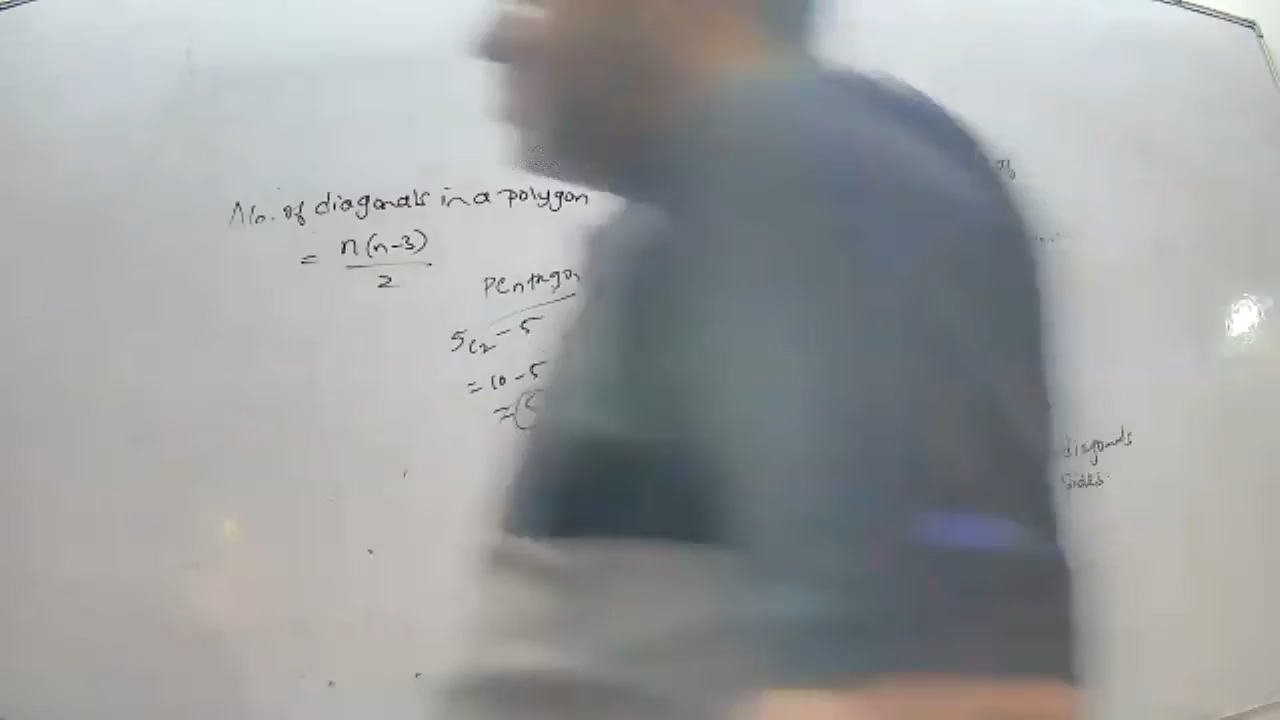 No. of diagonals in a polygon
= n(n-3)/2
Pentagon
5c2 - 5
= 10 - 5
= 5
diagonals
sides